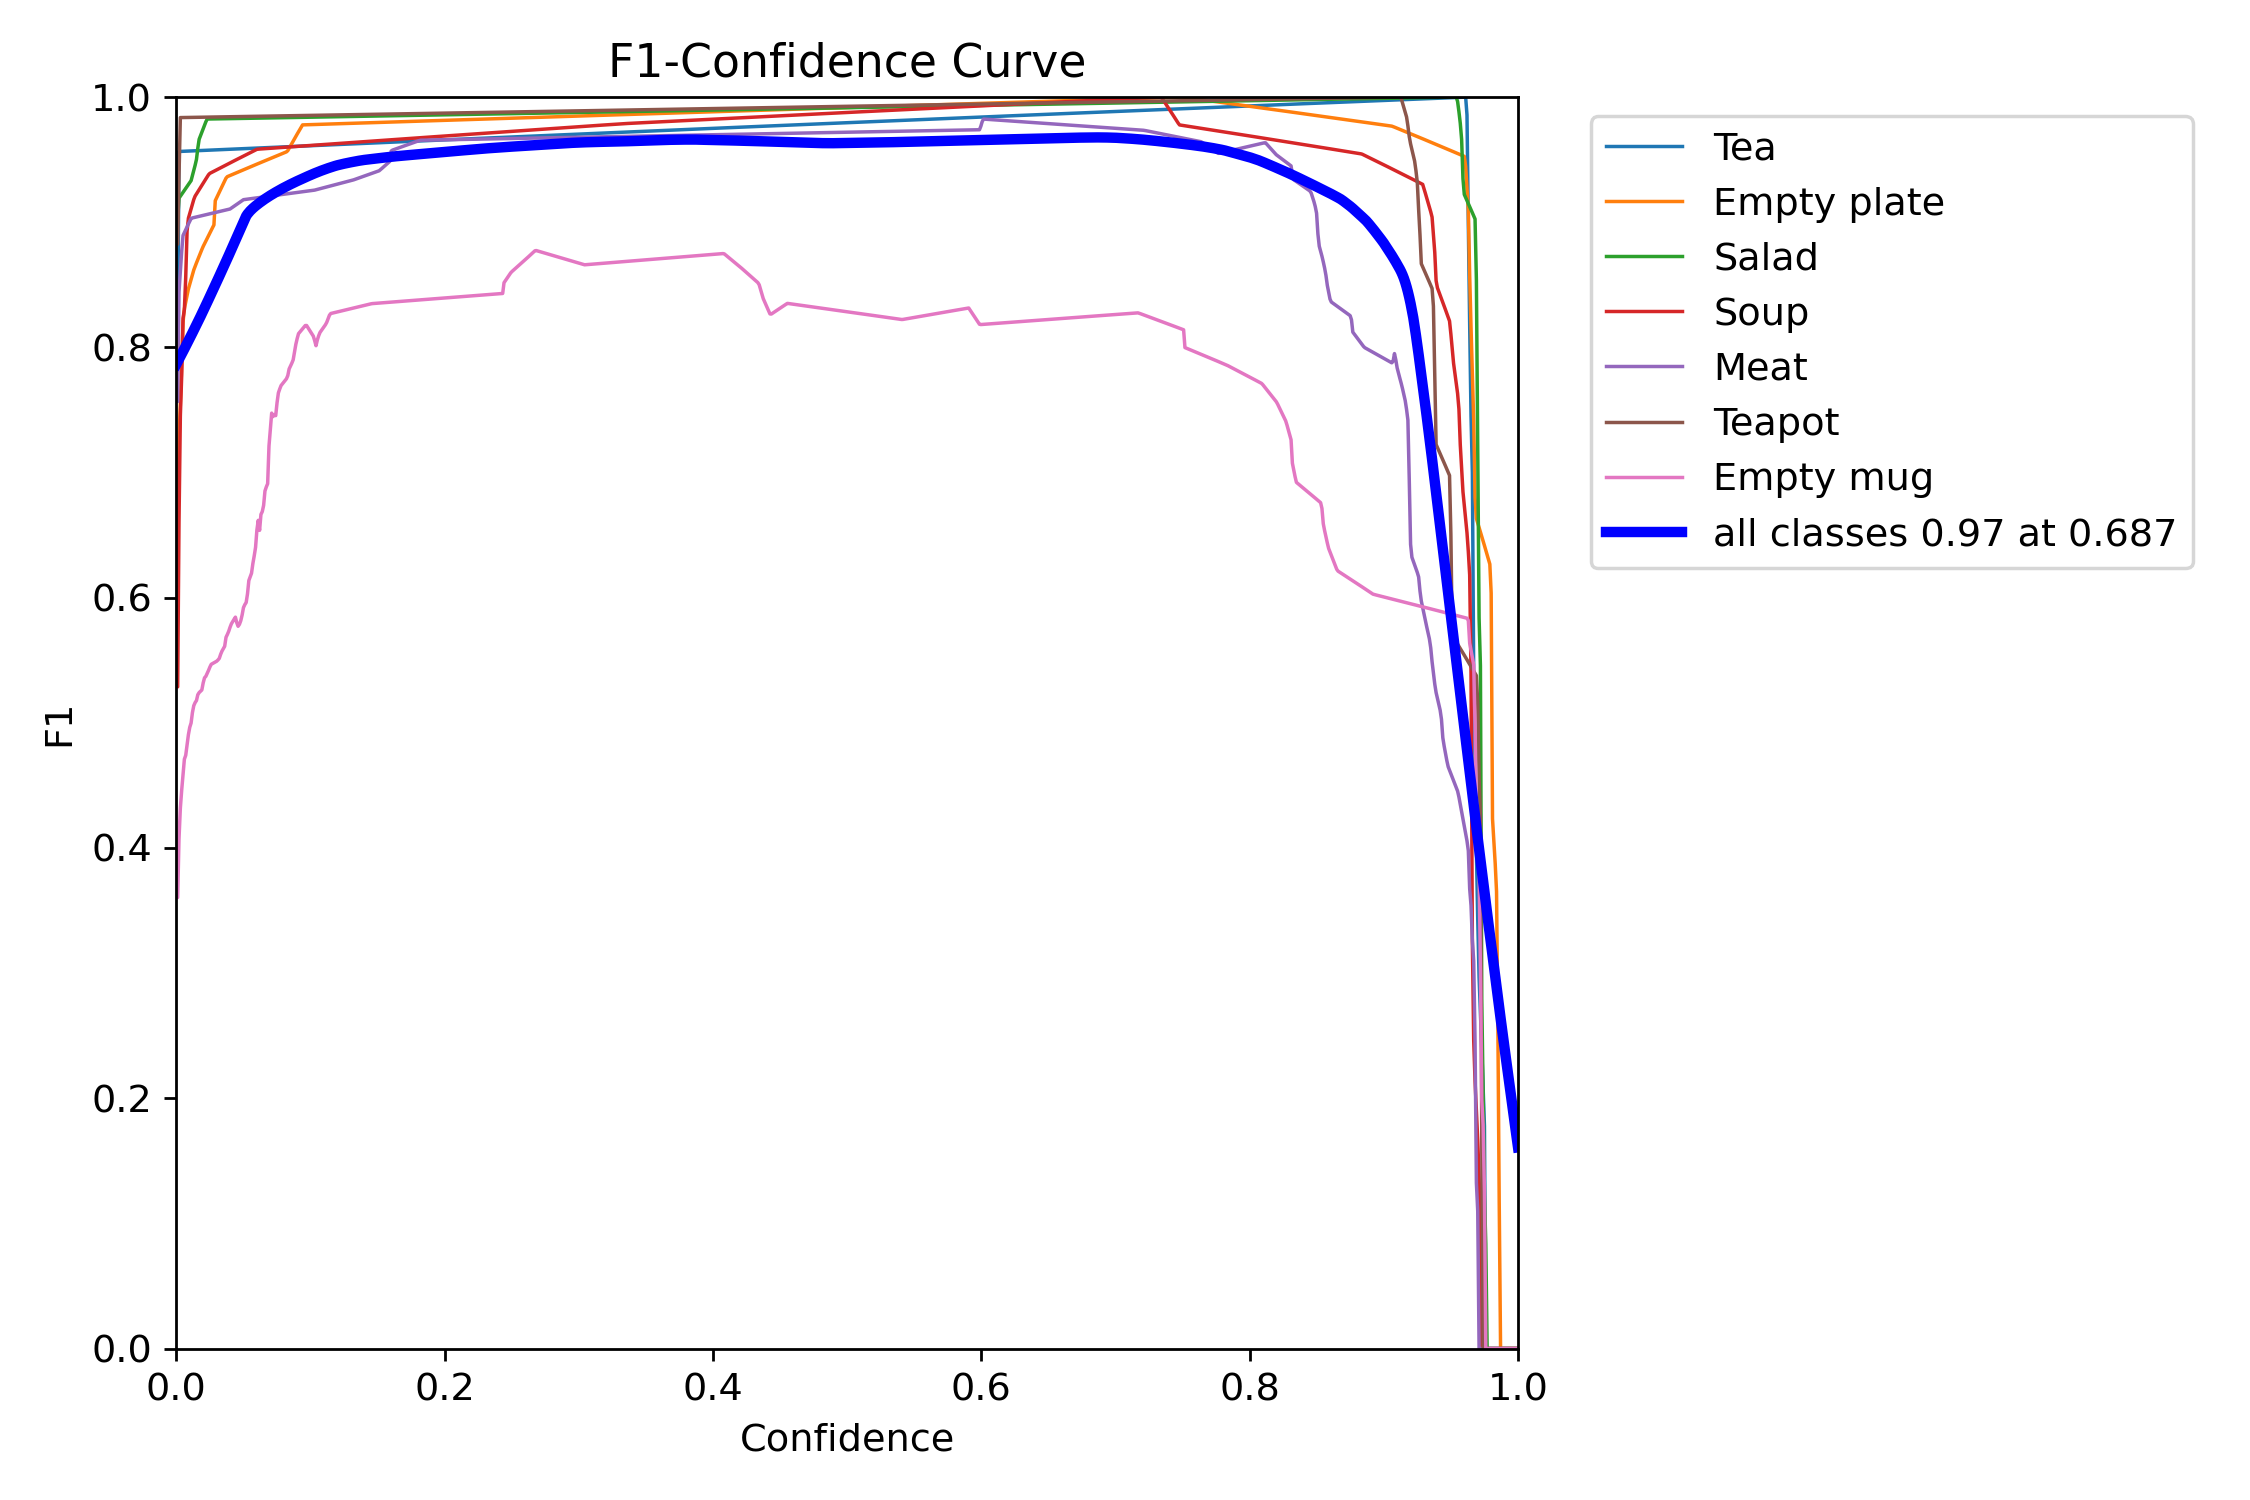 F1-Confidence Curve
1.0
0.8
0.6
0.4
0.2
0.0
F1
0.0 0.2 0.4 0.6 0.8 1.0
Confidence
Tea
Empty plate
Salad
Soup
Meat
Teapot
Empty mug
all classes 0.97 at 0.687